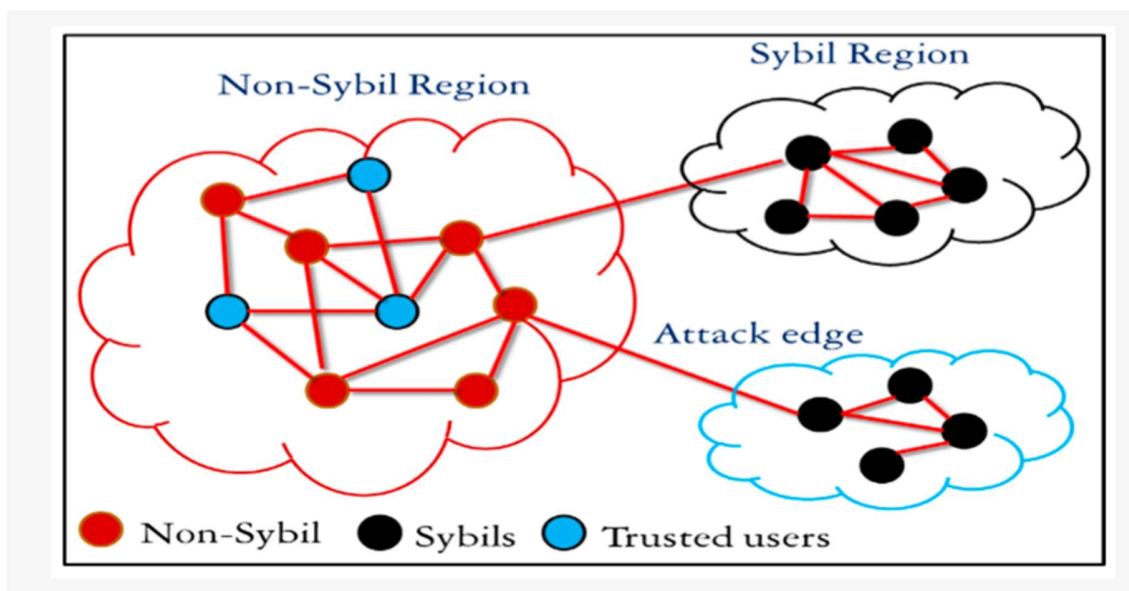 Sybil Region
Non-Sybil Region
Attack edge
Non-Sybil
Sybils
Trusted users